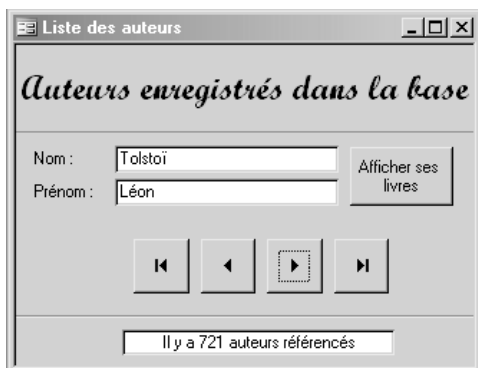 Liste des auteurs
Auteurs enregistrés dans la base
Nom :
Tolstoï
Prénom :
Léon
Afficher ses
livres
Il y a 721 auteurs référencés